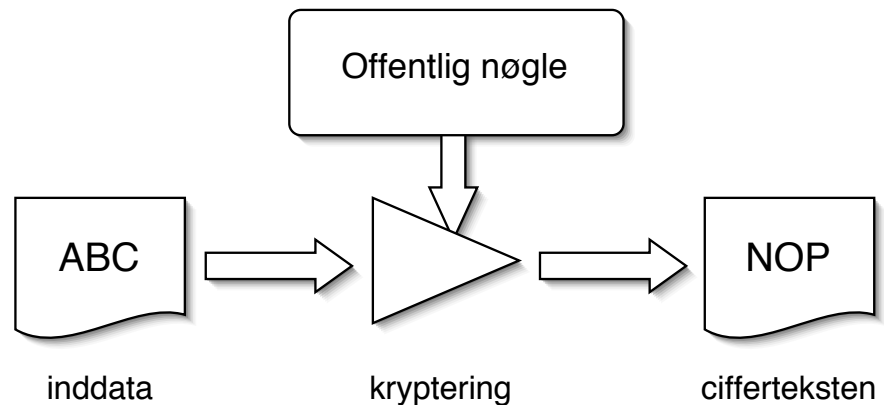 Offentlig nøgle
ABC
NOP
inddata
kryptering
cifferteksten